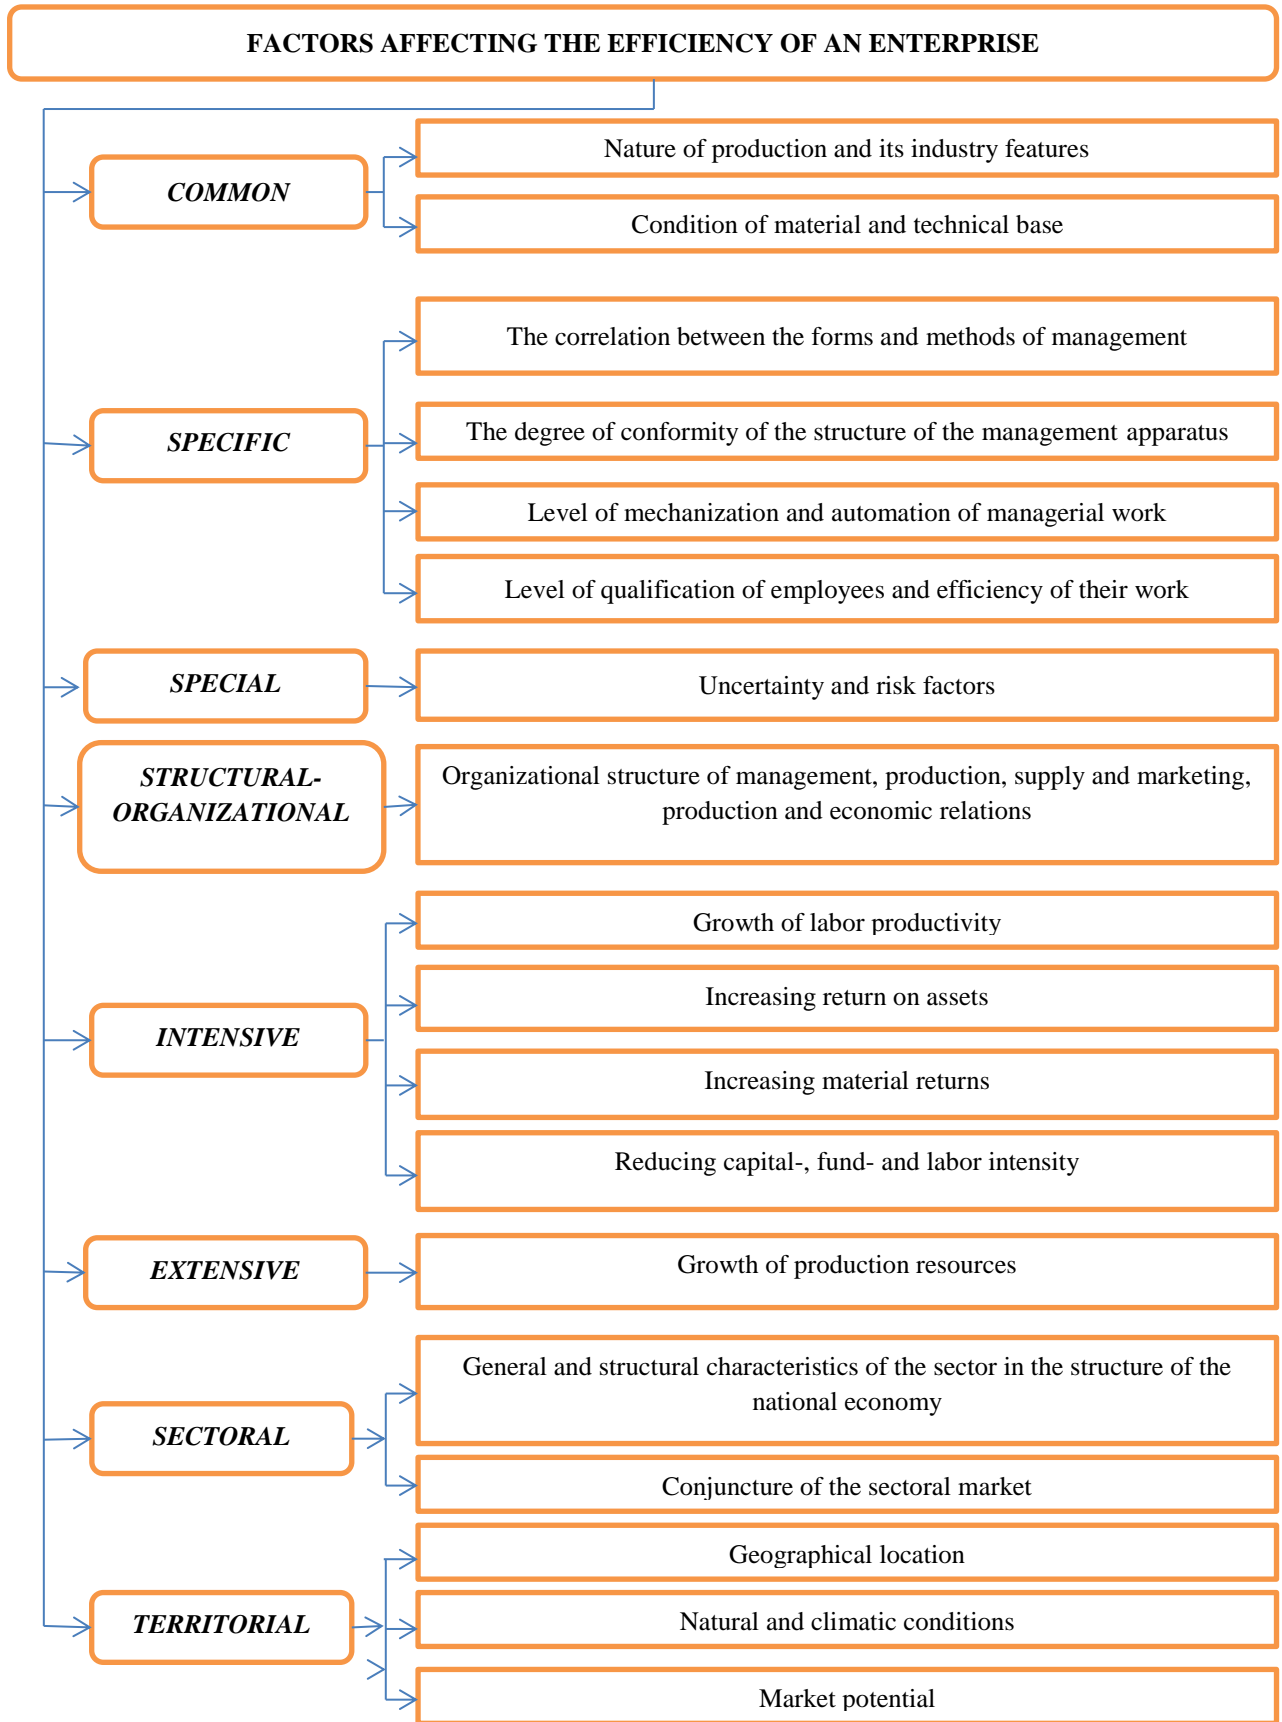 FACTORS AFFECTING THE EFFICIENCY OF AN ENTERPRISE
COMMON
Nature of production and its industry features
Condition of material and technical base
SPECIFIC
The correlation between the forms and methods of management
The degree of conformity of the structure of the management apparatus
Level of mechanization and automation of managerial work
Level of qualification of employees and efficiency of their work
SPECIAL
Uncertainty and risk factors
STRUCTURAL-
ORGANIZATIONAL
Organizational structure of management, production, supply and marketing,
production and economic relations
INTENSIVE
Growth of labor productivity
Increasing return on assets
Increasing material returns
Reducing capital-, fund- and labor intensity
EXTENSIVE
Growth of production resources
SECTORAL
General and structural characteristics of the sector in the structure of the
national economy
Conjuncture of the sectoral market
TERRITORIAL
Geographical location
Natural and climatic conditions
Market potential